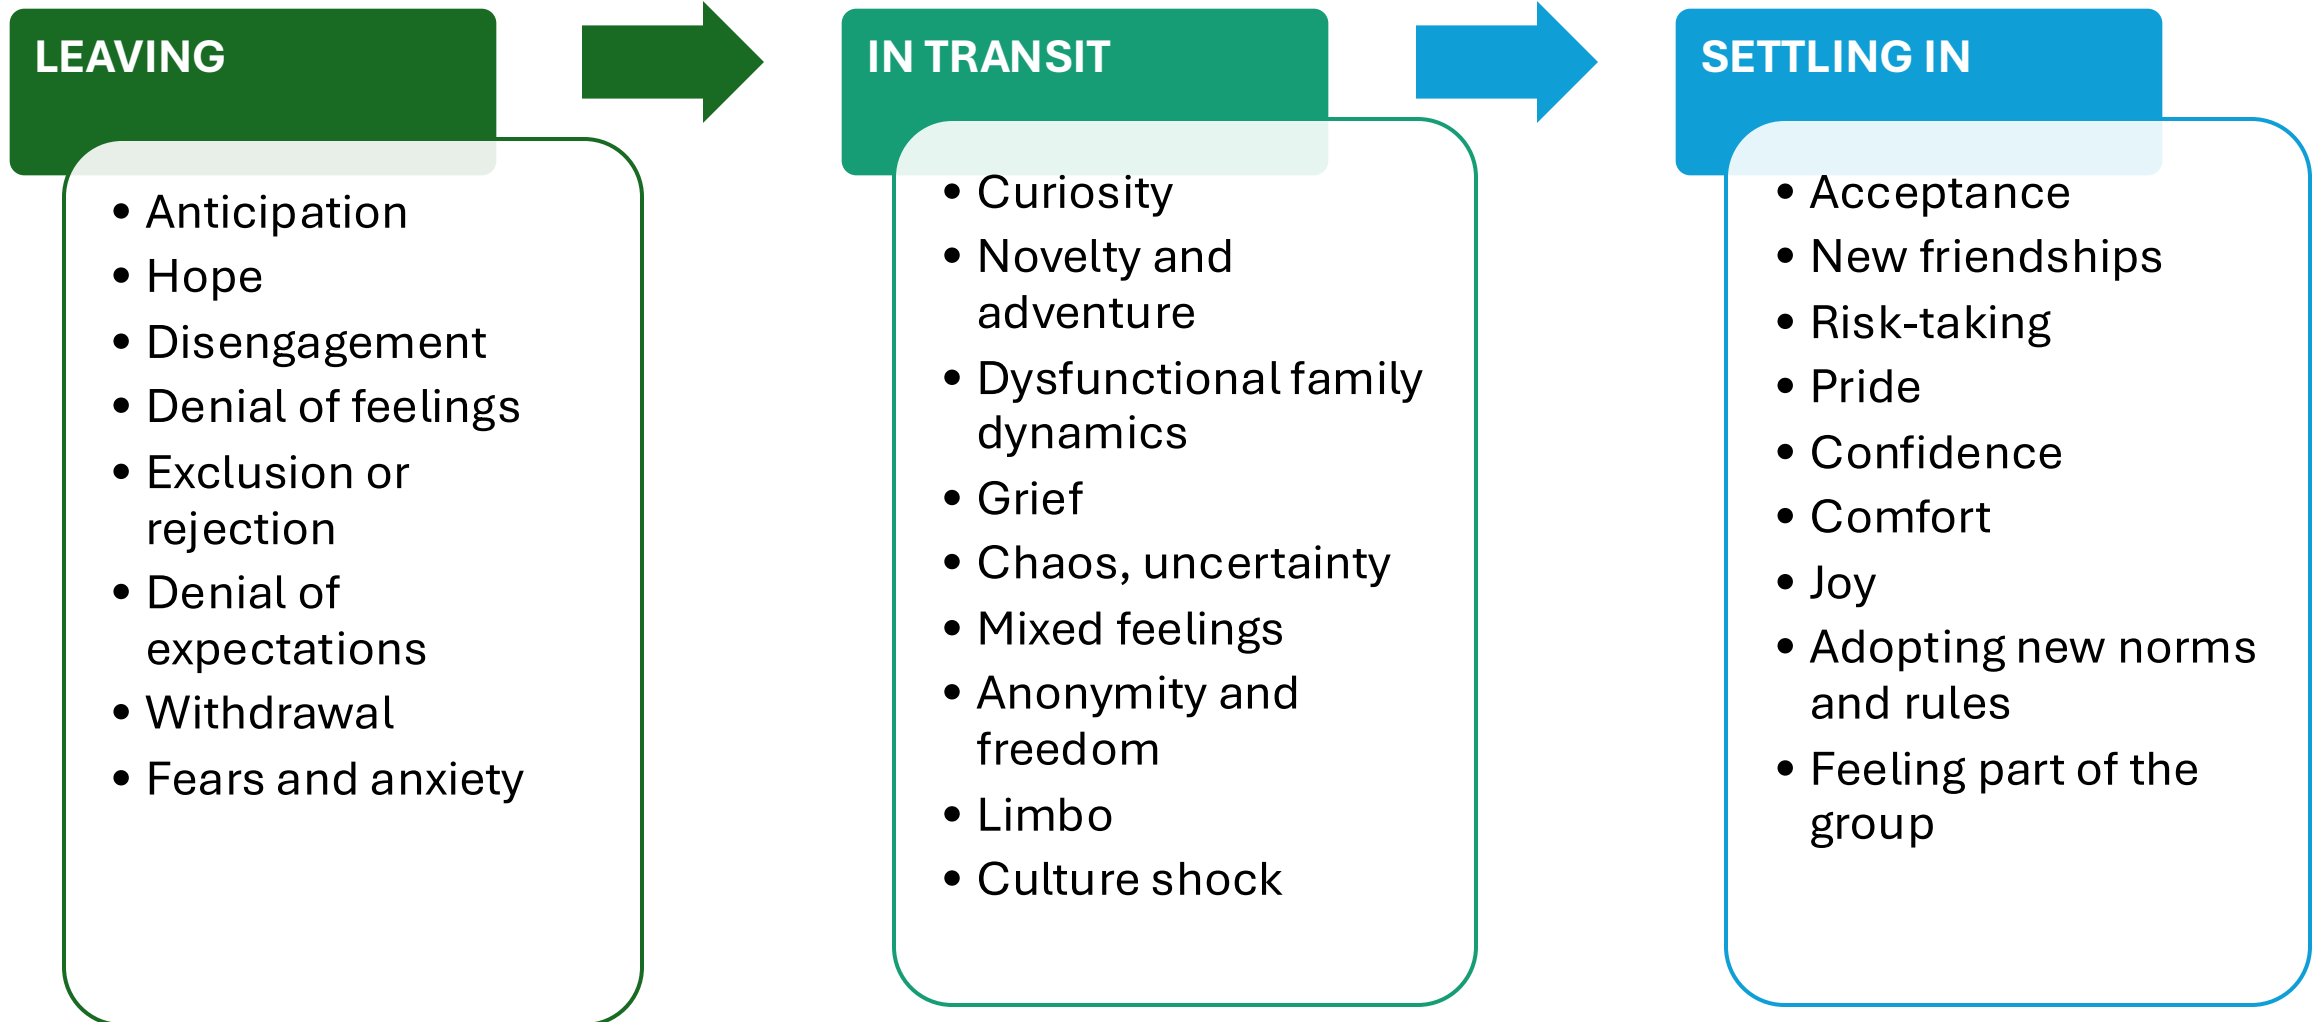 LEAVING
• Anticipation
• Hope
• Disengagement
• Denial of feelings
• Exclusion or
rejection
• Denial of
expectations
• Withdrawal
• Fears and anxiety
IN TRANSIT
• Curiosity
• Novelty and
adventure
• Dysfunctional family
dynamics
• Grief
• Chaos, uncertainty
• Mixed feelings
• Anonymity and
freedom
• Limbo
• Culture shock
SETTLING IN
• Acceptance
• New friendships
• Risk-taking
• Pride
• Confidence
• Comfort
• Joy
• Adopting new norms
and rules
• Feeling part of the
group